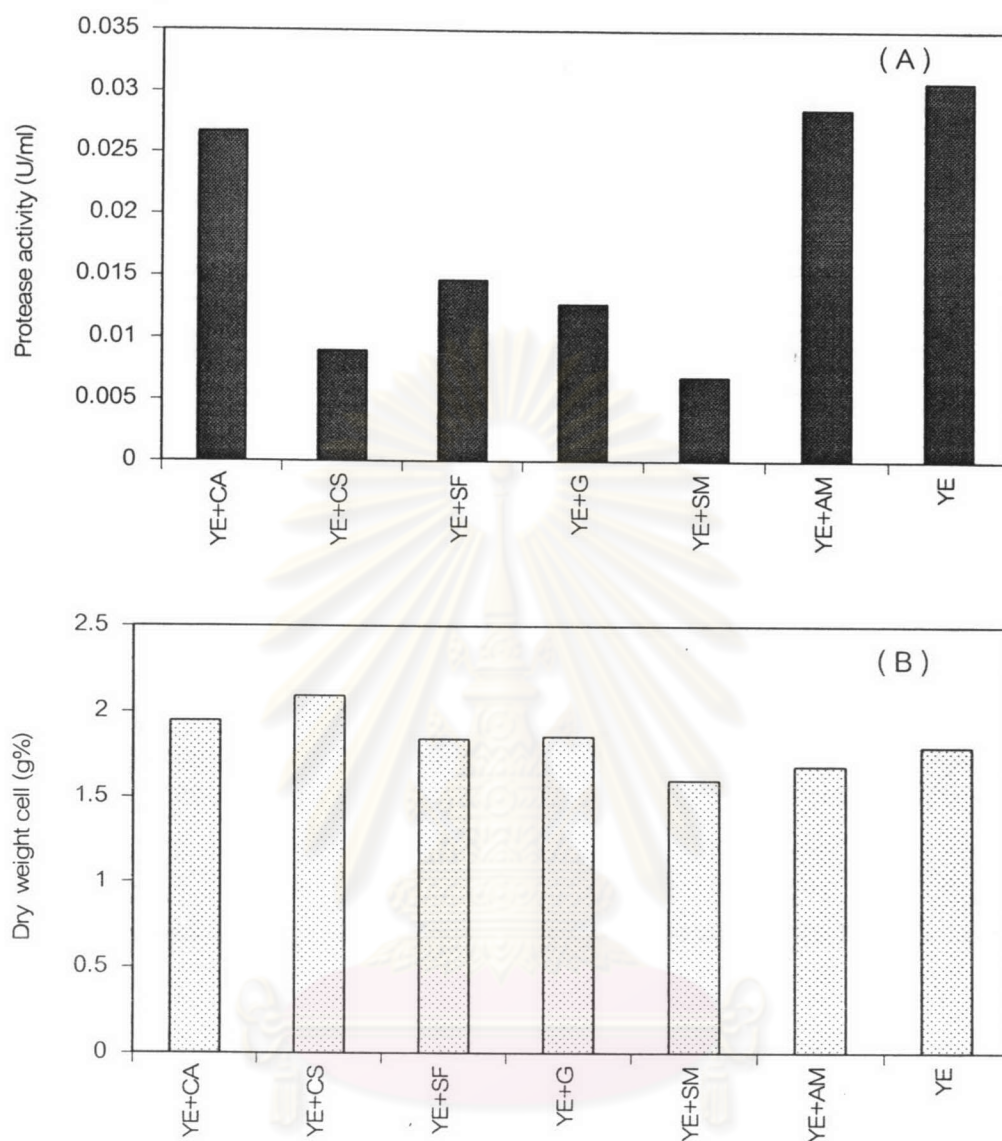 0.035
0.03
0.025
0.02
0.015
0.01
0.005
0
Protease activity (U/ml)
( A )
YE+CA
YE+CS
YE+SF
YE+G
YE+SM
YE+AM
YE
2.5
2
1.5
1
0.5
0
Dry weight cell (g%)
( B )
YE+CA
YE+CS
YE+SF
YE+G
YE+SM
YE+AM
YE